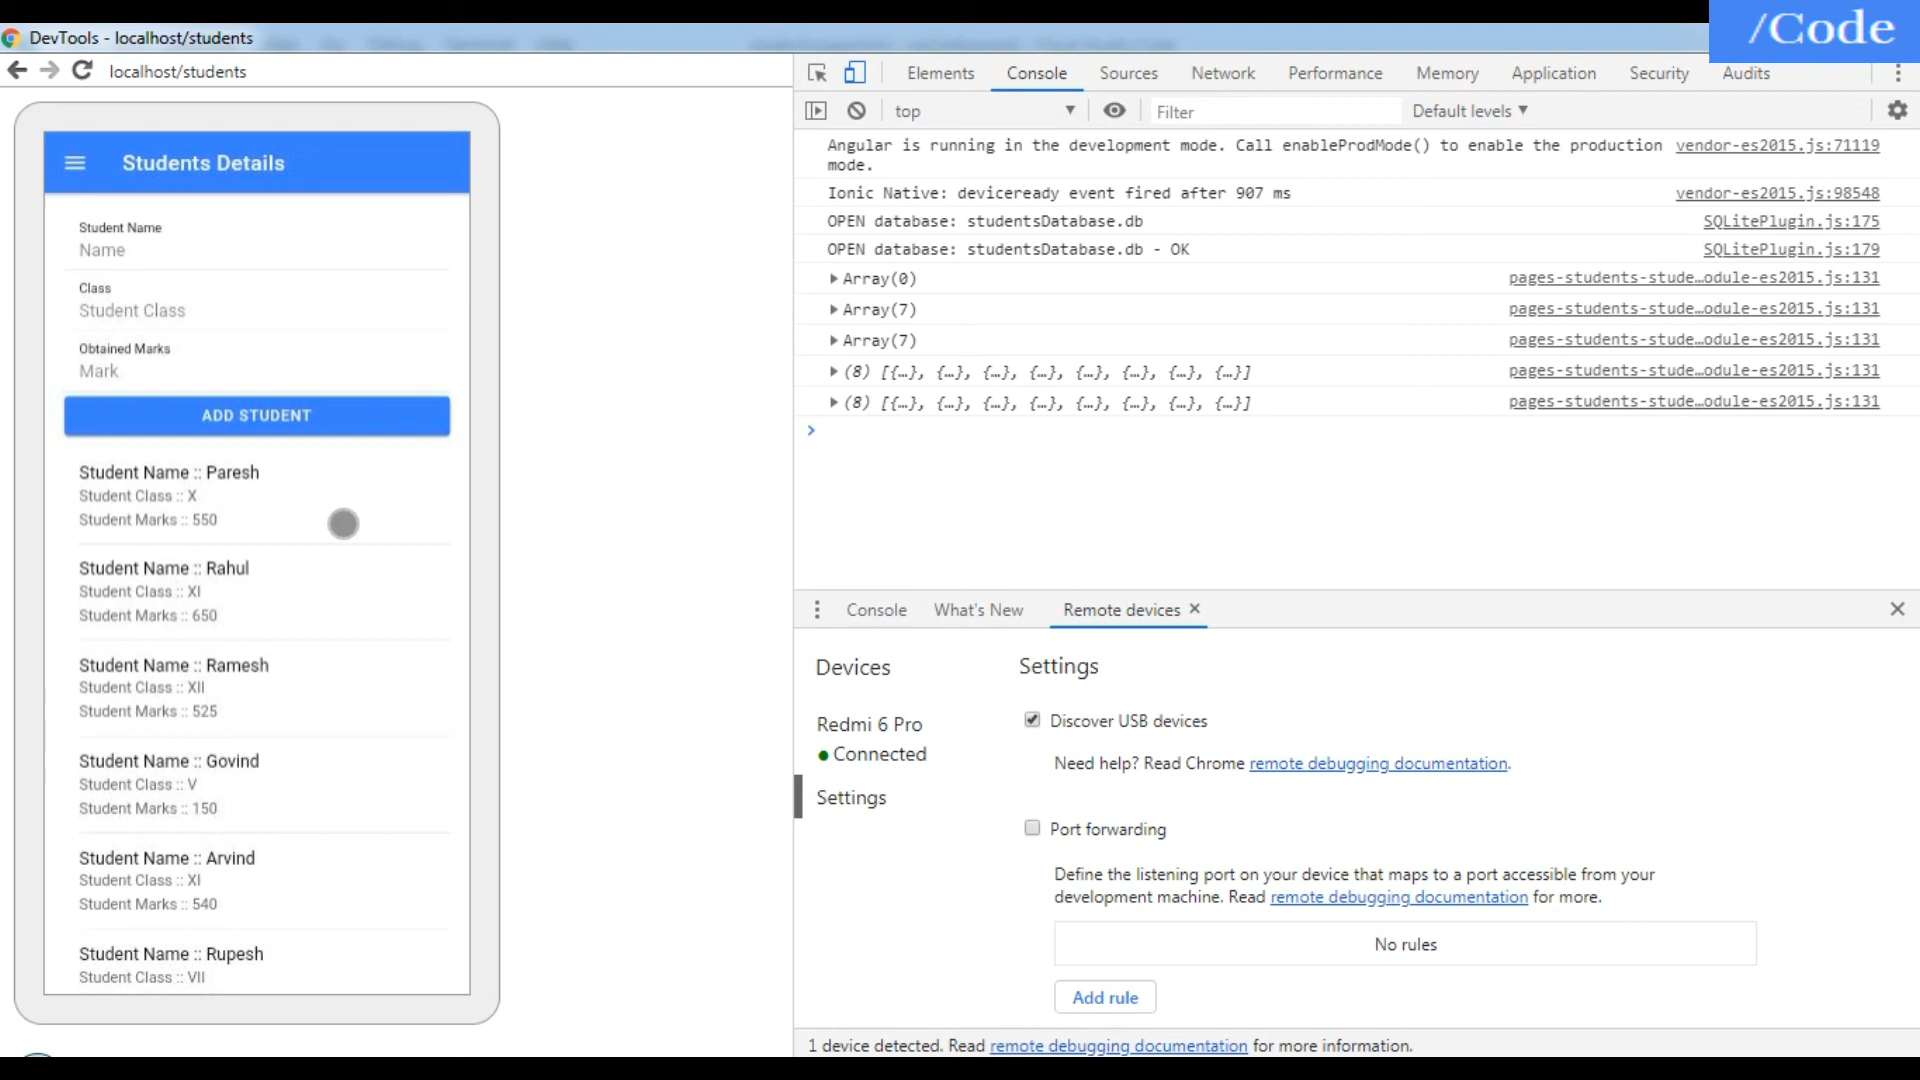 /Code
DevTools - localhost/students
localhost/students
Students Details
Student Name
Name
Class
Student Class
Obtained Marks
Mark
ADD STUDENT
Student Name :: Paresh
Student Class :: X
Student Marks :: 550
Student Name :: Rahul
Student Class :: XI
Student Marks :: 650
Student Name :: Ramesh
Student Class :: XII
Student Marks :: 525
Student Name :: Govind
Student Class :: V
Student Marks :: 150
Student Name :: Arvind
Student Class :: XI
Student Marks :: 540
Student Name :: Rupesh
Student Class :: VII
Elements Console Sources Network Performance Memory Application Security Audits
top Filter Default levels
Angular is running in the development mode. Call enableProdMode() to enable the production vendor-es2015.js:71119
mode.
Ionic Native: deviceready event fired after 907 ms vendor-es2015.js:98548
OPEN database: studentsDatabase.db SQLitePlugin.js:175
OPEN database: studentsDatabase.db - OK SQLitePlugin.js:179
Array(0) pages-students-stude…odule-es2015.js:131
Array(7) pages-students-stude…odule-es2015.js:131
Array(7) pages-students-stude…odule-es2015.js:131
(8) [{…}, {…}, {…}, {…}, {…}, {…}, {…}, {…}] pages-students-stude…odule-es2015.js:131
(8) [{…}, {…}, {…}, {…}, {…}, {…}, {…}, {…}] pages-students-stude…odule-es2015.js:131
Console What's New Remote devices
Devices
Redmi 6 Pro
Connected
Settings
Settings
Discover USB devices
Need help? Read Chrome remote debugging documentation.
Port forwarding
Define the listening port on your device that maps to a port accessible from your
development machine. Read remote debugging documentation for more.
No rules
Add rule
1 device detected. Read remote debugging documentation for more information.